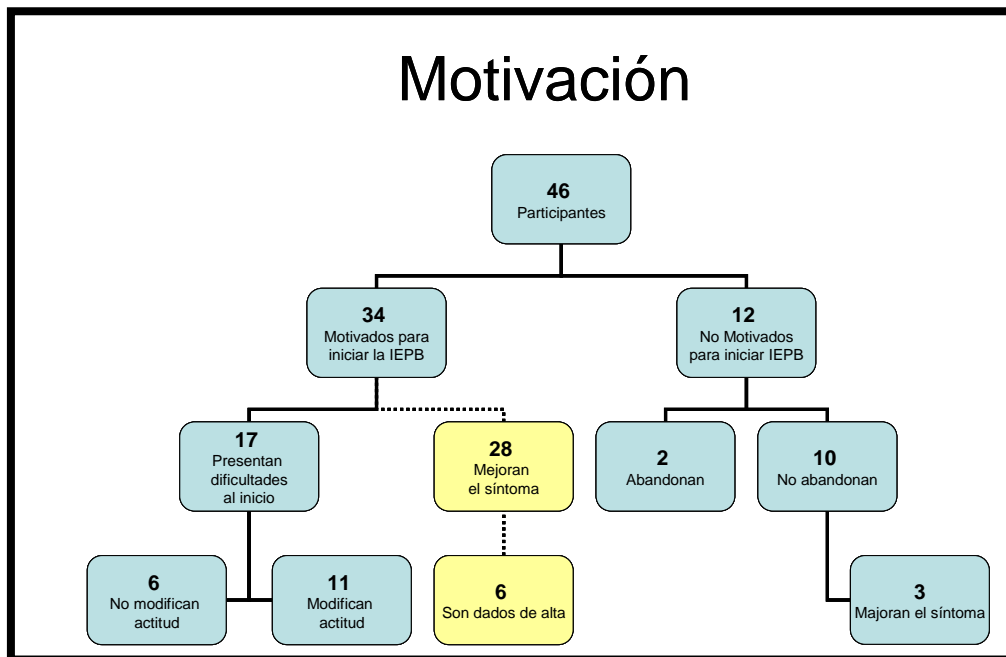 Motivación
46
Participantes
34
Motivados para
iniciar la IEPB
12
No Motivados
para iniciar IEPB
17
Presentan
dificultades
al inicio
28
Mejoran
el síntoma
2
Abandonan
10
No abandonan
6
No modifican
actitud
11
Modifican
actitud
6
Son dados de alta
3
Majoran el síntoma